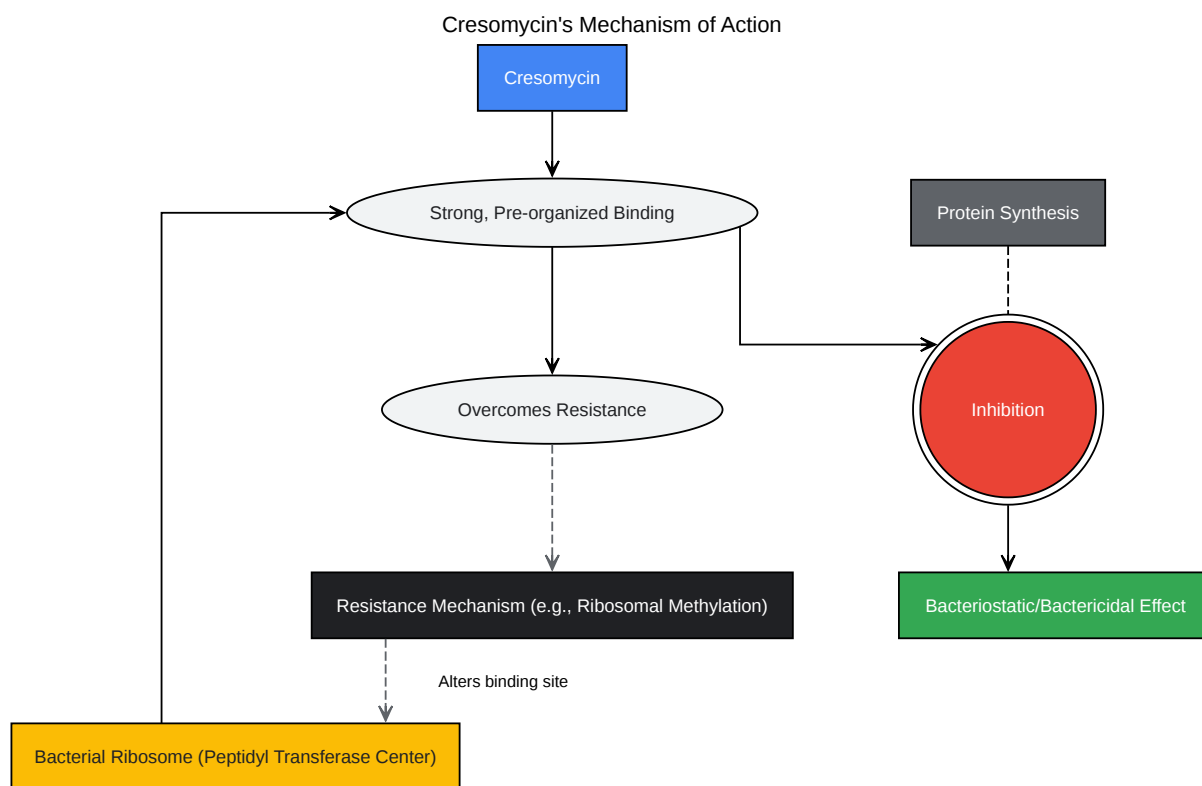 Cresomycin's Mechanism of Action
Cresomycin
Strong, Pre-organized Binding
Protein Synthesis
Overcomes Resistance
Inhibition
Resistance Mechanism (e.g., Ribosomal Methylation)
Bacteriostatic/Bactericidal Effect
Alters binding site
Bacterial Ribosome (Peptidyl Transferase Center)